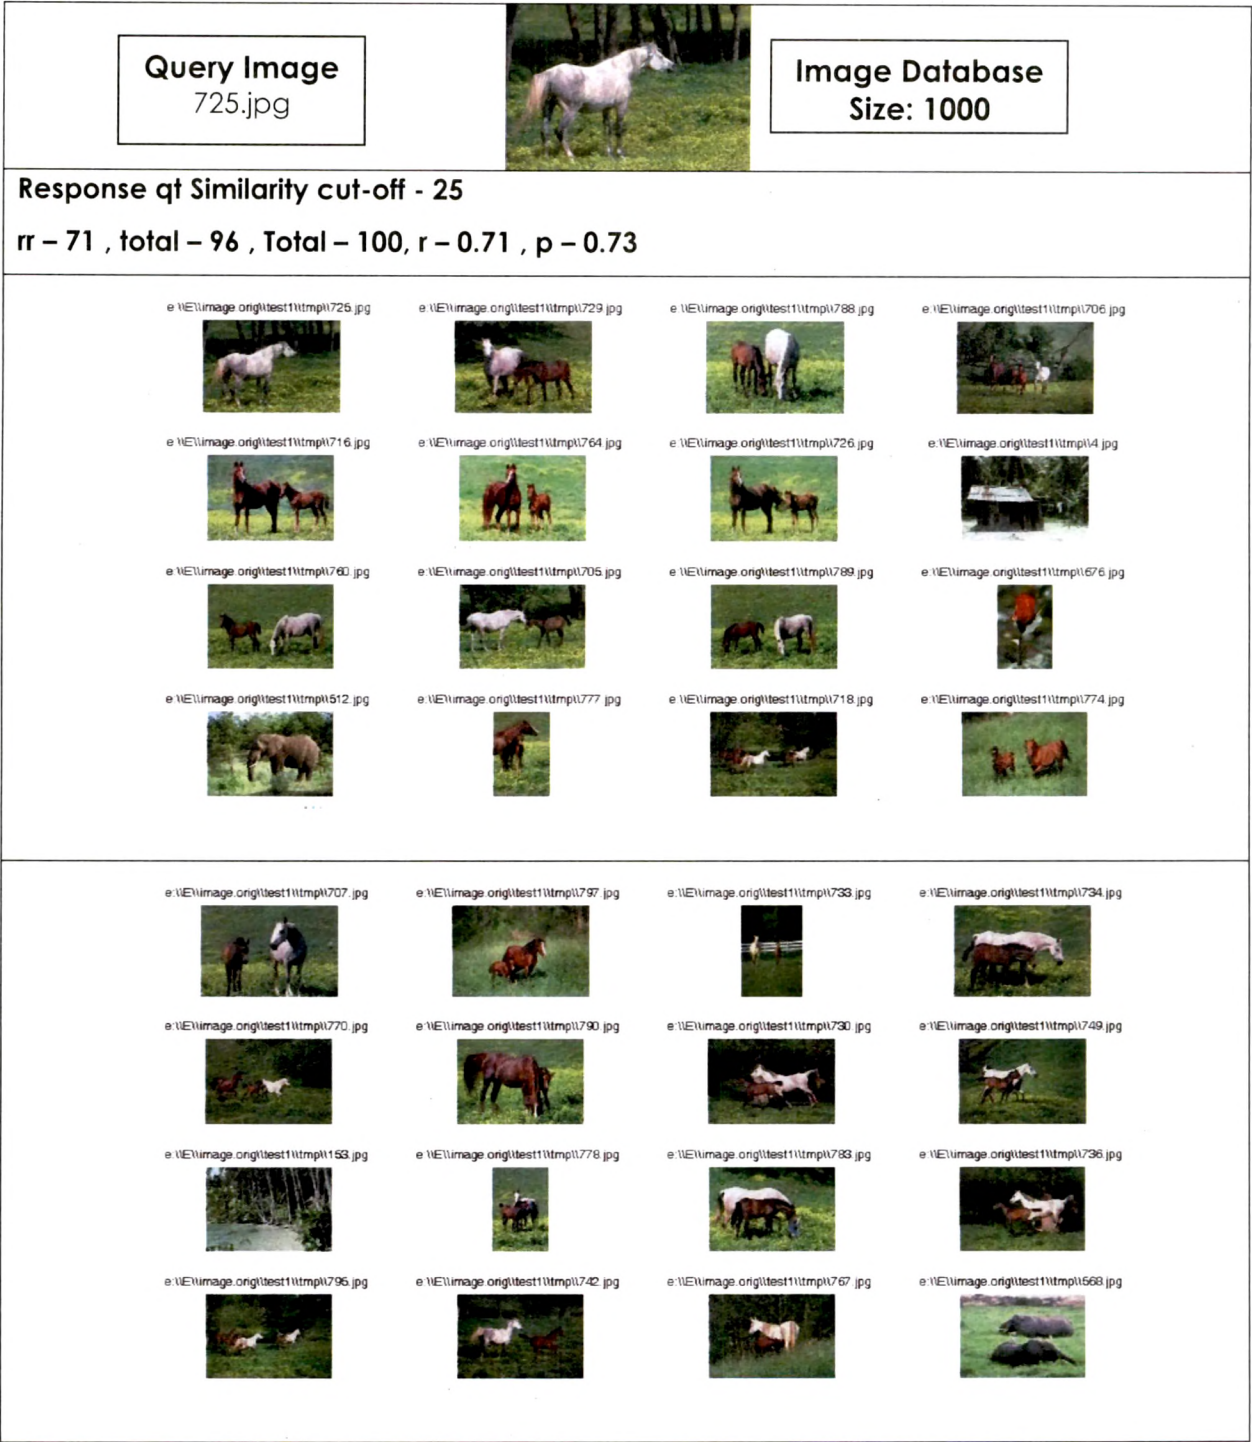 Query Image
725.jpg
Image Database
Size: 1000
Response qt Similarity cut-off - 25
rr – 71 , total – 96 , Total – 100, r – 0.71 , p – 0.73
e:\\E\\image.orig\\test1\\tmp\\725.jpg
e:\\E\\image.orig\\test1\\tmp\\729.jpg
e:\\E\\image.orig\\test1\\tmp\\788.jpg
e:\\E\\image.orig\\test1\\tmp\\706.jpg
e:\\E\\image.orig\\test1\\tmp\\716.jpg
e:\\E\\image.orig\\test1\\tmp\\764.jpg
e:\\E\\image.orig\\test1\\tmp\\726.jpg
e:\\E\\image.orig\\test1\\tmp\\4.jpg
e:\\E\\image.orig\\test1\\tmp\\760.jpg
e:\\E\\image.orig\\test1\\tmp\\705.jpg
e:\\E\\image.orig\\test1\\tmp\\789.jpg
e:\\E\\image.orig\\test1\\tmp\\676.jpg
e:\\E\\image.orig\\test1\\tmp\\512.jpg
e:\\E\\image.orig\\test1\\tmp\\777.jpg
e:\\E\\image.orig\\test1\\tmp\\718.jpg
e:\\E\\image.orig\\test1\\tmp\\774.jpg
e:\\E\\image.orig\\test1\\tmp\\707.jpg
e:\\E\\image.orig\\test1\\tmp\\797.jpg
e:\\E\\image.orig\\test1\\tmp\\733.jpg
e:\\E\\image.orig\\test1\\tmp\\734.jpg
e:\\E\\image.orig\\test1\\tmp\\770.jpg
e:\\E\\image.orig\\test1\\tmp\\790.jpg
e:\\E\\image.orig\\test1\\tmp\\730.jpg
e:\\E\\image.orig\\test1\\tmp\\749.jpg
e:\\E\\image.orig\\test1\\tmp\\153.jpg
e:\\E\\image.orig\\test1\\tmp\\778.jpg
e:\\E\\image.orig\\test1\\tmp\\783.jpg
e:\\E\\image.orig\\test1\\tmp\\736.jpg
e:\\E\\image.orig\\test1\\tmp\\795.jpg
e:\\E\\image.orig\\test1\\tmp\\742.jpg
e:\\E\\image.orig\\test1\\tmp\\767.jpg
e:\\E\\image.orig\\test1\\tmp\\568.jpg